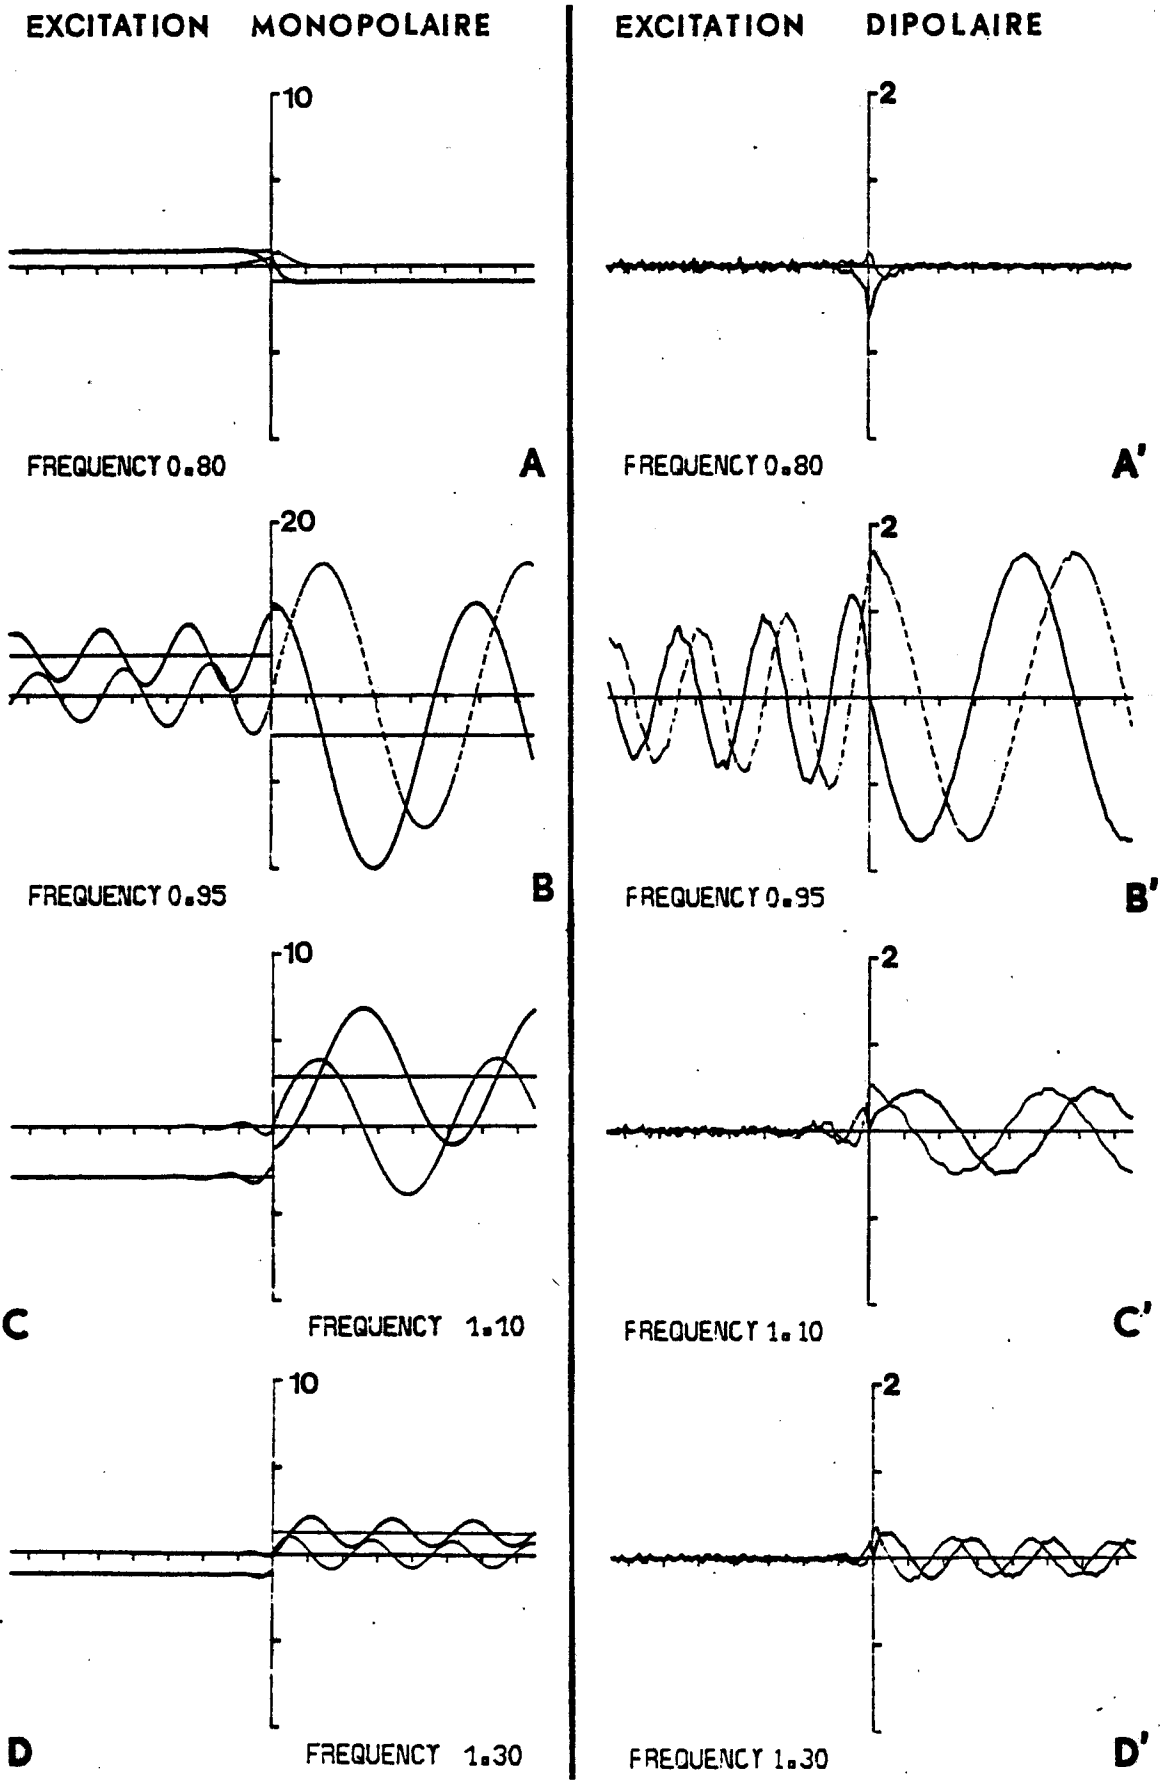 EXCITATION MONOPOLAIRE
EXCITATION DIPOLAIRE
10
2
FREQUENCY 0.80
A
FREQUENCY 0.80
A'
20
2
FREQUENCY 0.95
B
FREQUENCY 0.95
B'
10
2
C
FREQUENCY 1.10
FREQUENCY 1.10
C'
10
2
D
FREQUENCY 1.30
FREQUENCY 1.30
D'